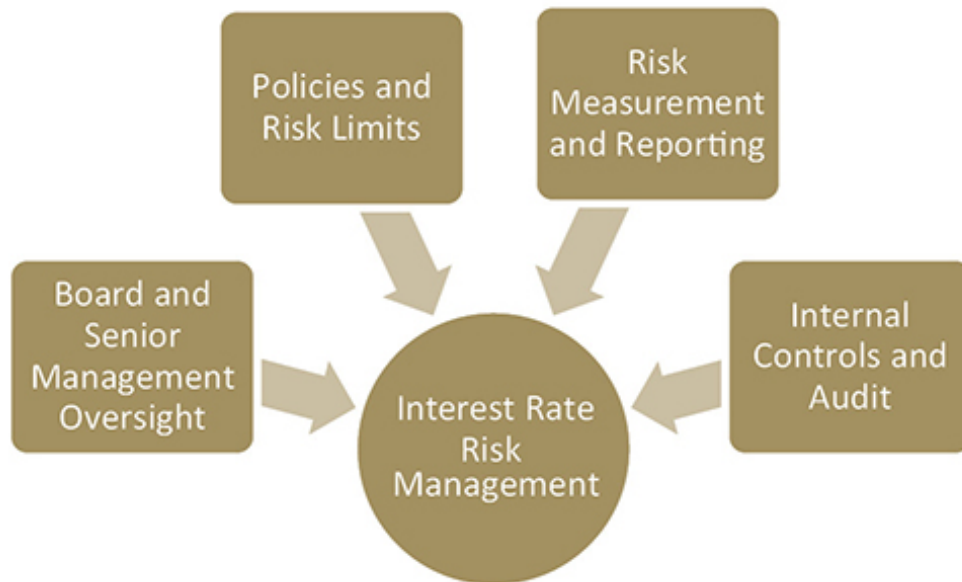 Policies and
Risk Limits
Risk
Measurement
and Reporting
Board and
Senior
Management
Oversight
Internal
Controls and
Audit
Interest Rate
Risk
Management